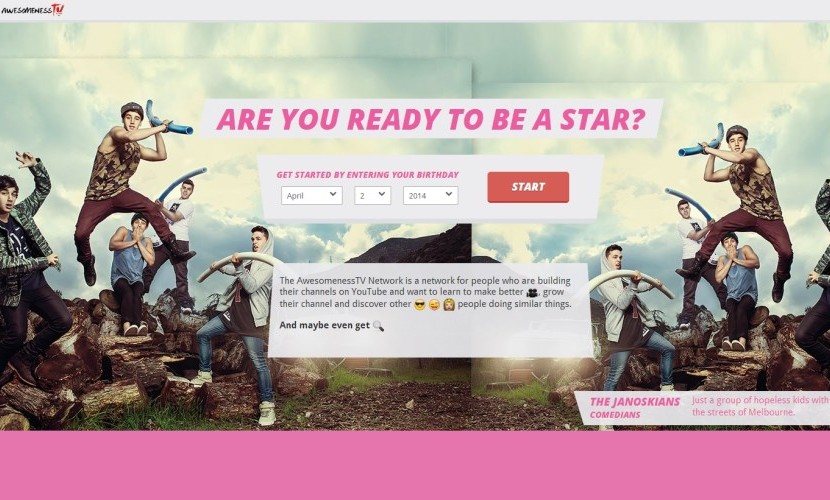 AWESOMENESSTV
ARE YOU READY TO BE A STAR?
GET STARTED BY ENTERING YOUR BIRTHDAY
April 2 2014 START
The AwesomenessTV Network is a network for people who are building
their channels on YouTube and want to learn to make better 🎥, grow
their channel and discover other 😎 😜 🙆 people doing similar things.
And maybe even get 🔍
THE JANOSKIANS
COMEDIANS
Just a group of hopeless kids with
the streets of Melbourne.